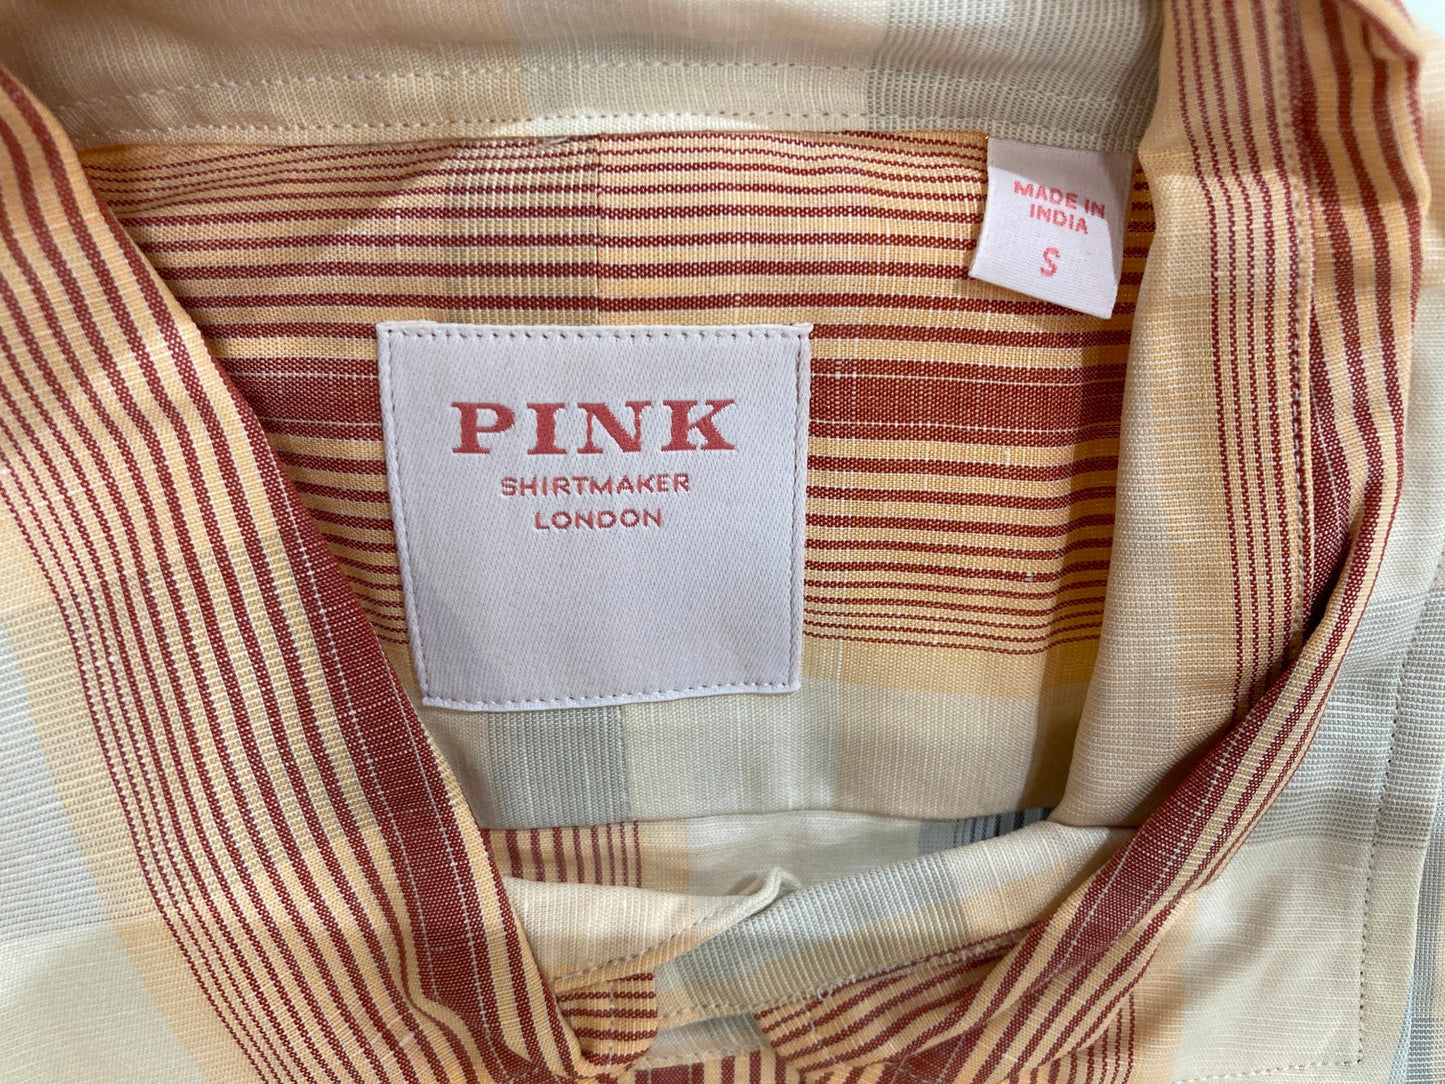 MADE IN
INDIA
S
PINK
SHIRTMAKER
LONDON